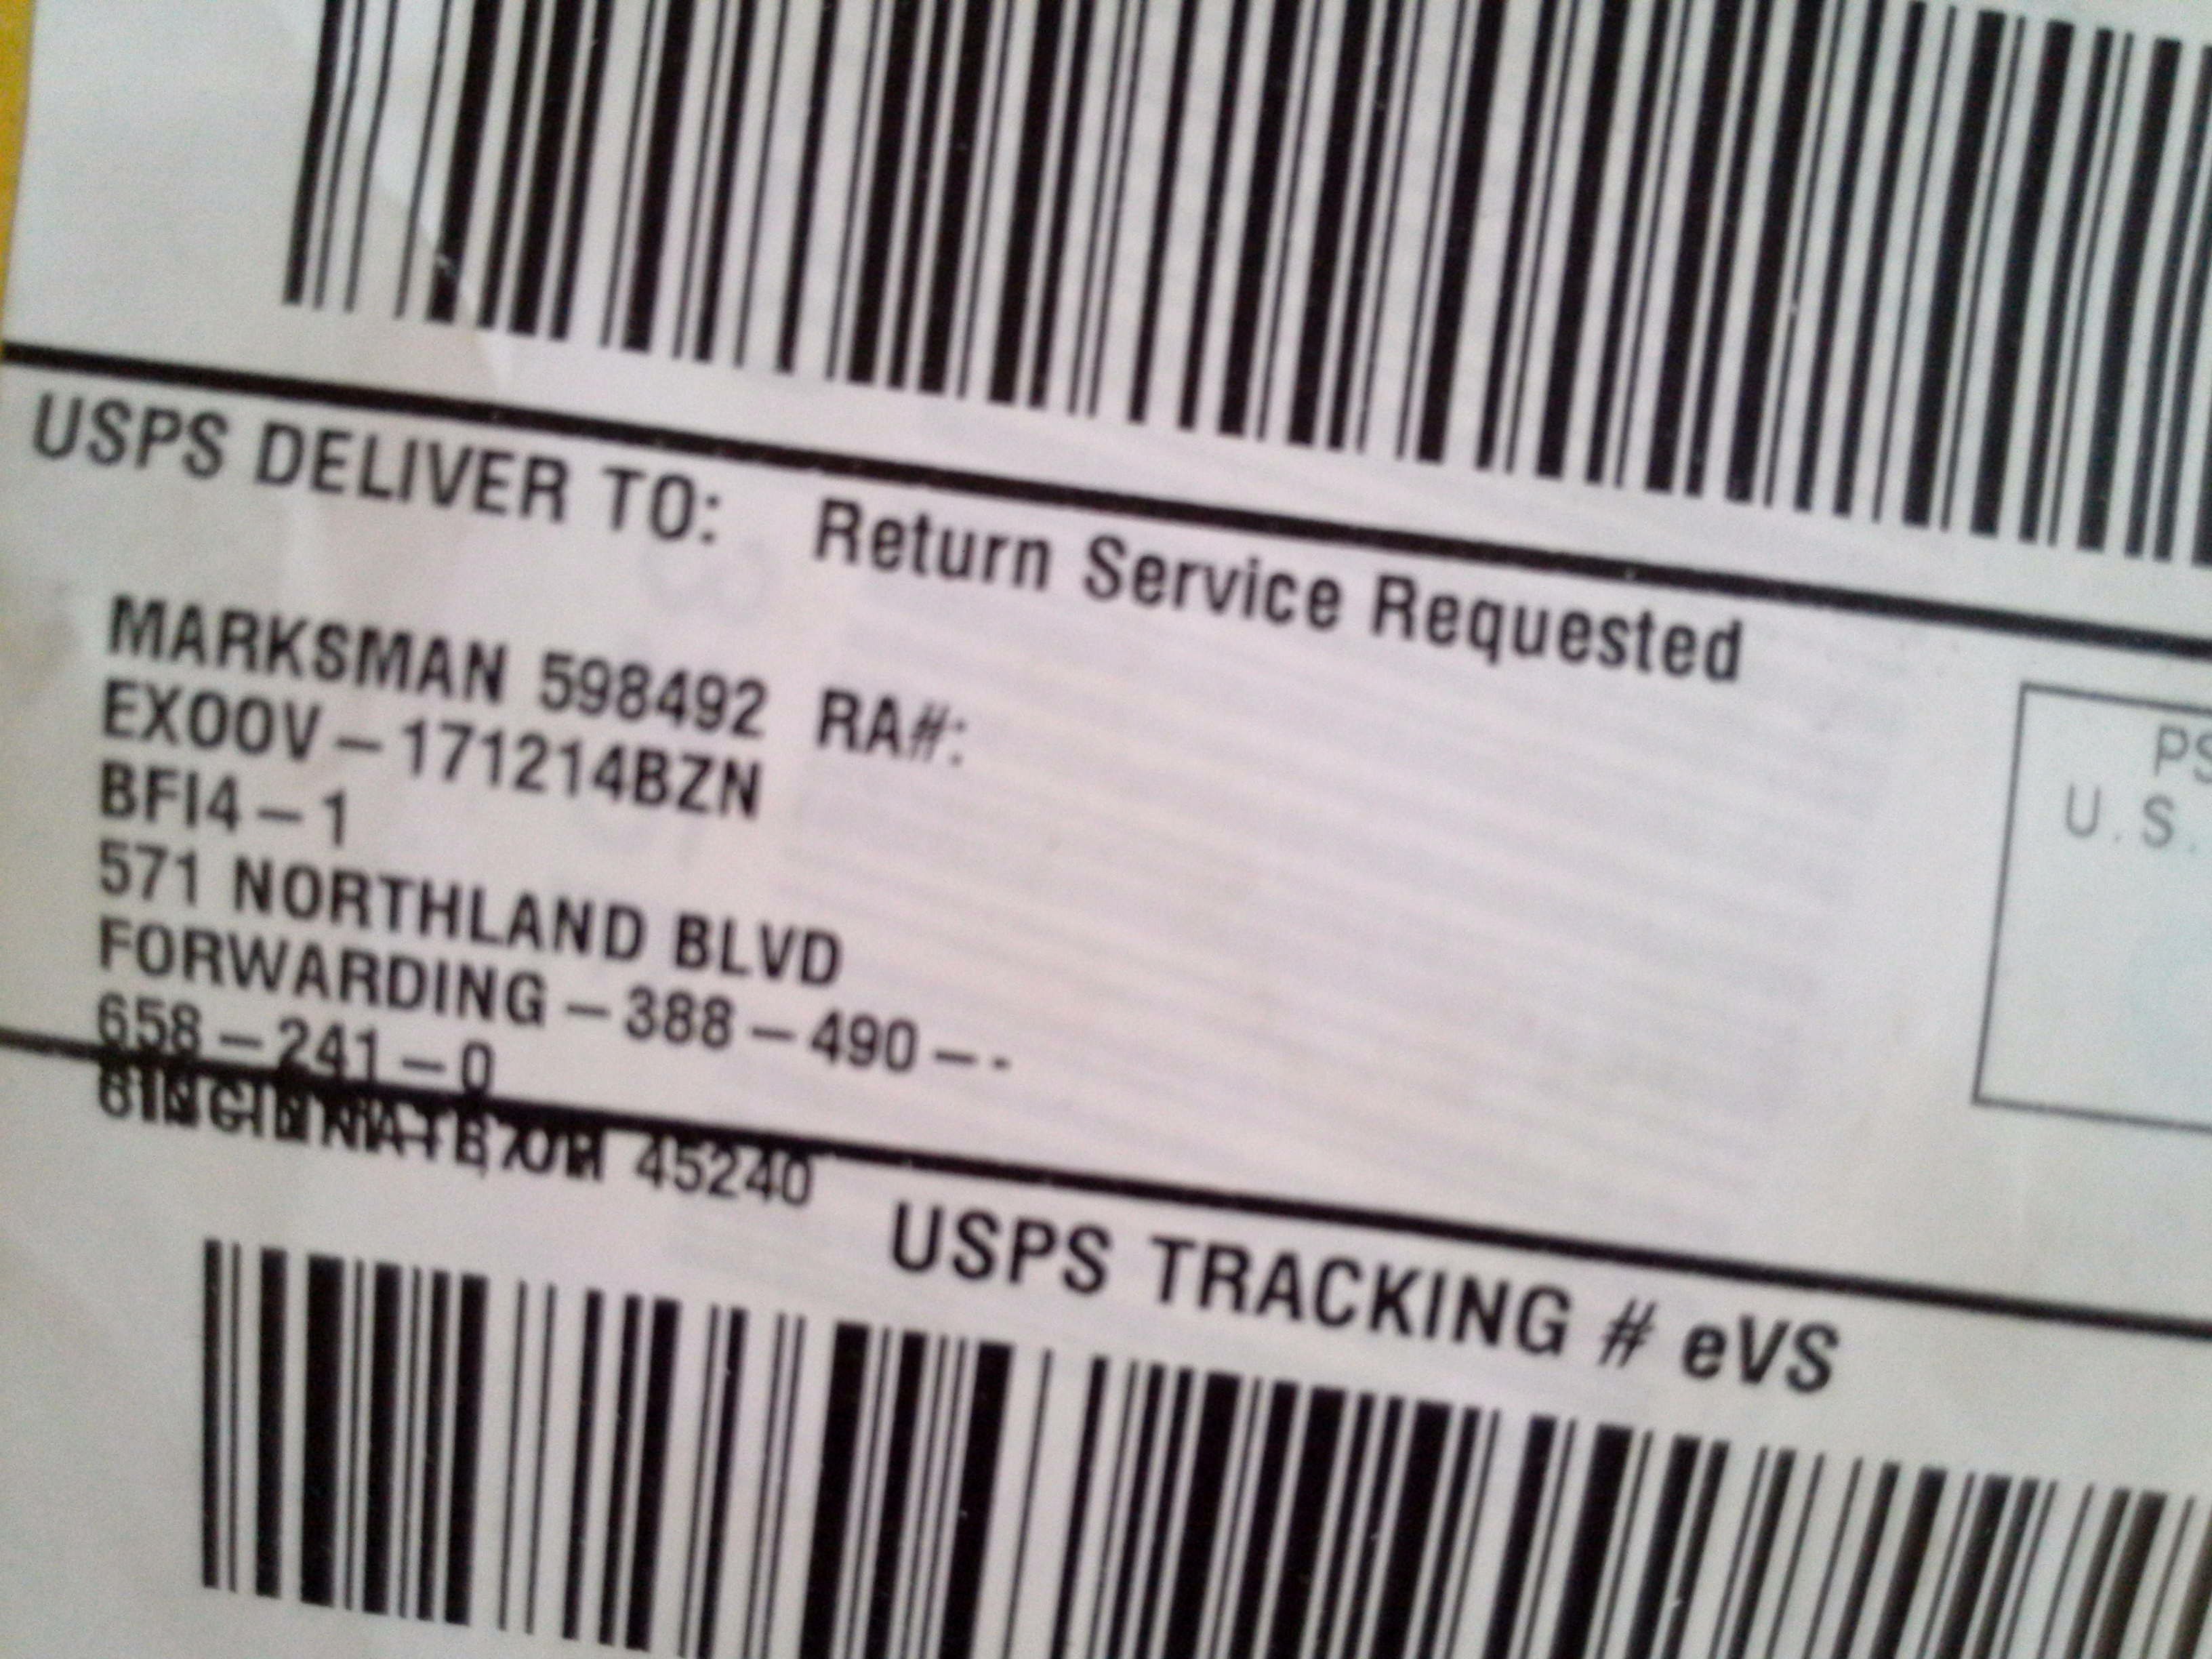 USPS DELIVER TO: Return Service Requested
MARKSMAN 598492 RA#:
EX00V-171214BZN
BFI4-1
571 NORTHLAND BLVD
FORWARDING-388-490--
658-241-0
45240
PS
U.S.
USPS TRACKING # eVS